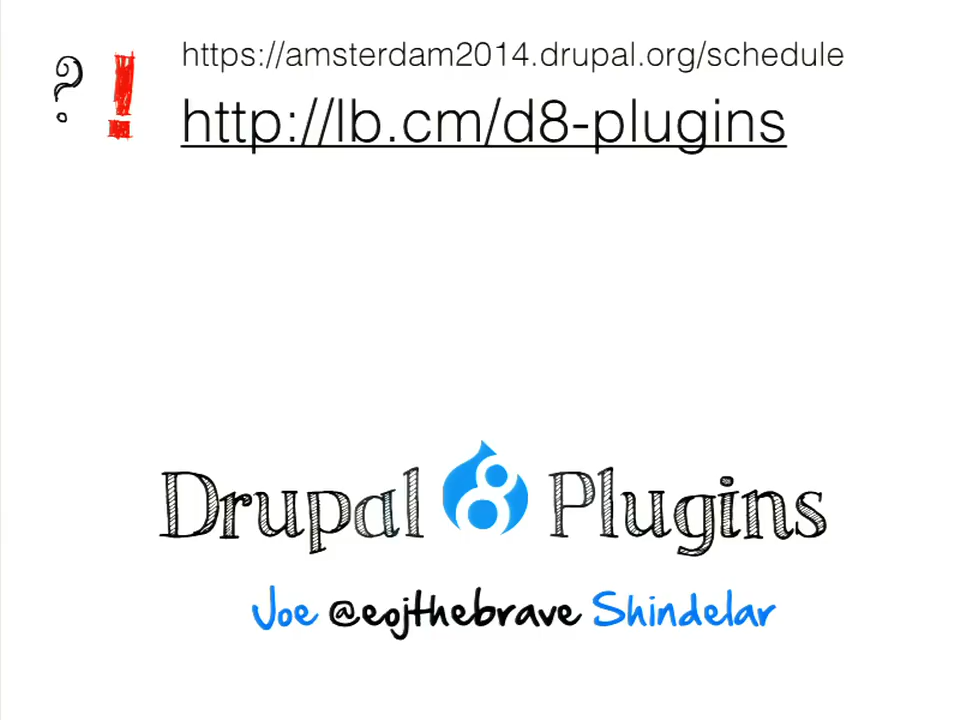 ? ! https://amsterdam2014.drupal.org/schedule
http://lb.cm/d8-plugins
Drupal 8 Plugins
Joe @eojthebrave Shindelar